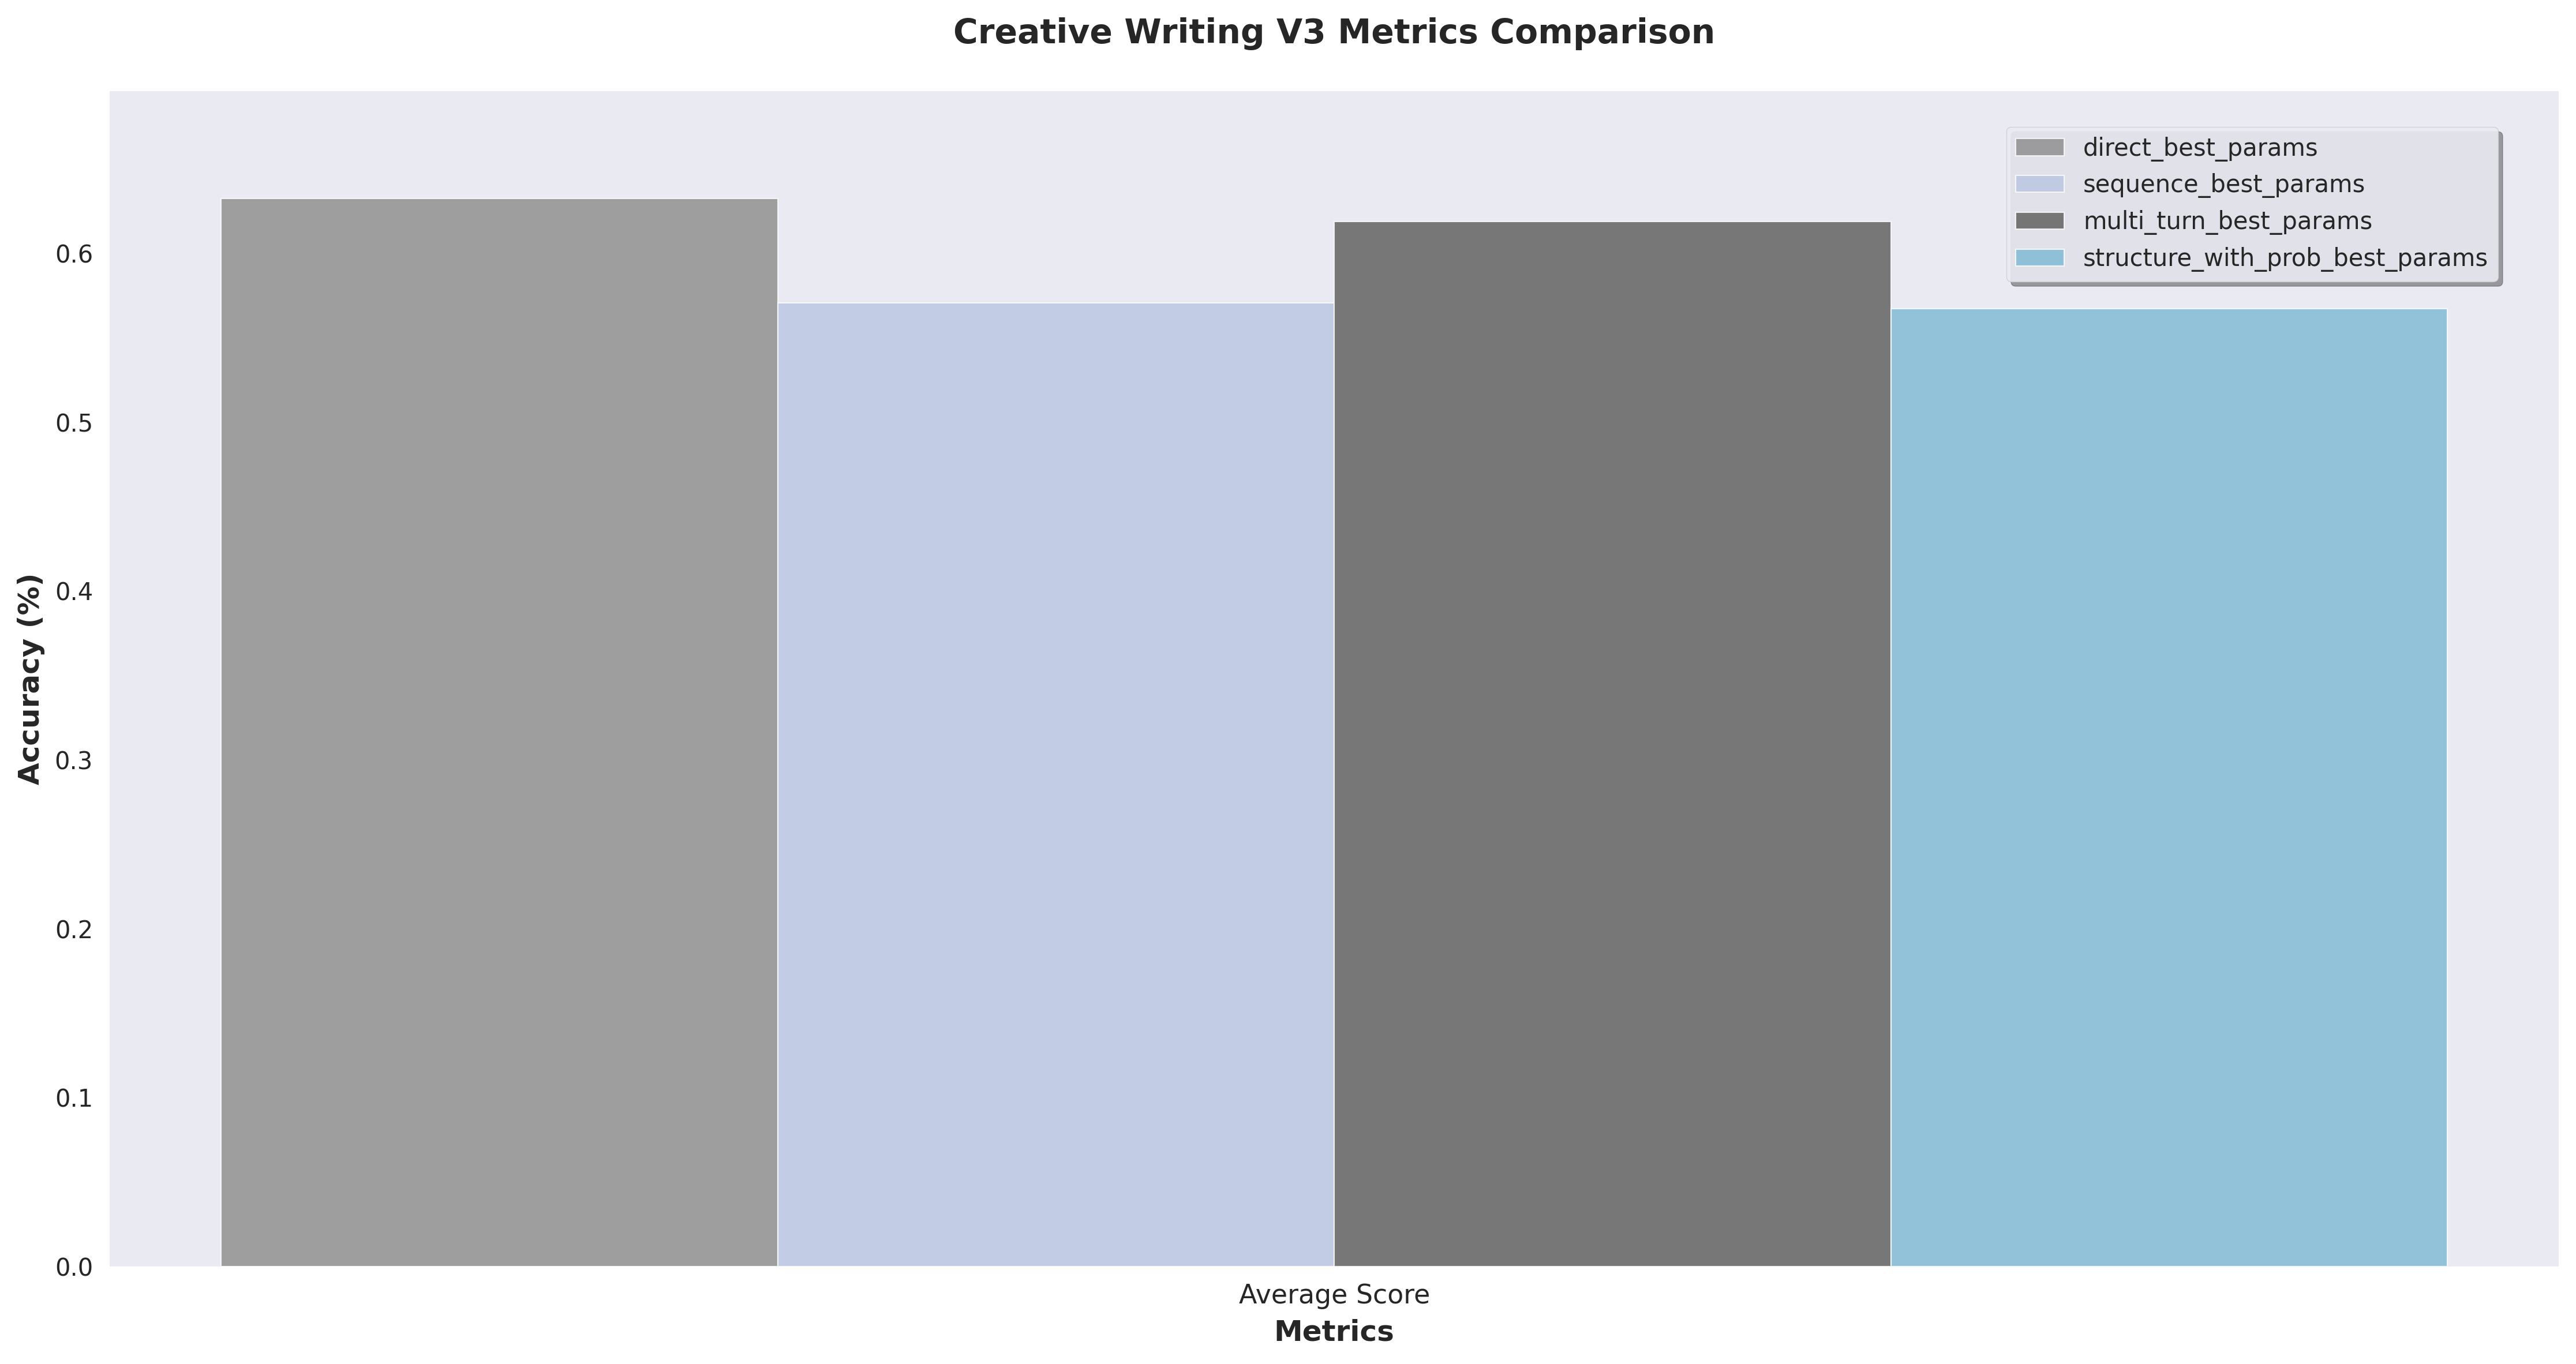 Creative Writing V3 Metrics Comparison
direct_best_params
sequence_best_params
multi_turn_best_params
structure_with_prob_best_params
Accuracy (%)
0.6
0.5
0.4
0.3
0.2
0.1
0.0
Average Score
Metrics